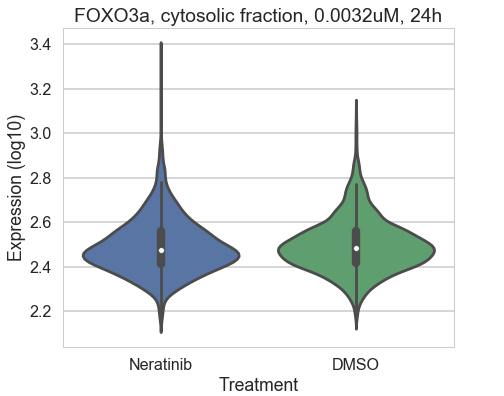 FOXO3a, cytosolic fraction, 0.0032uM, 24h
3.4
3.2
3.0
2.8
2.6
2.4
2.2
Expression (log10)
Neratinib DMSO
Treatment